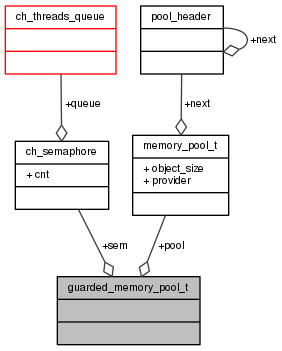 ch_threads_queue
pool_header
+next
+queue
+next
ch_semaphore
+ cnt
memory_pool_t
+ object_size
+ provider
+sem
+pool
guarded_memory_pool_t